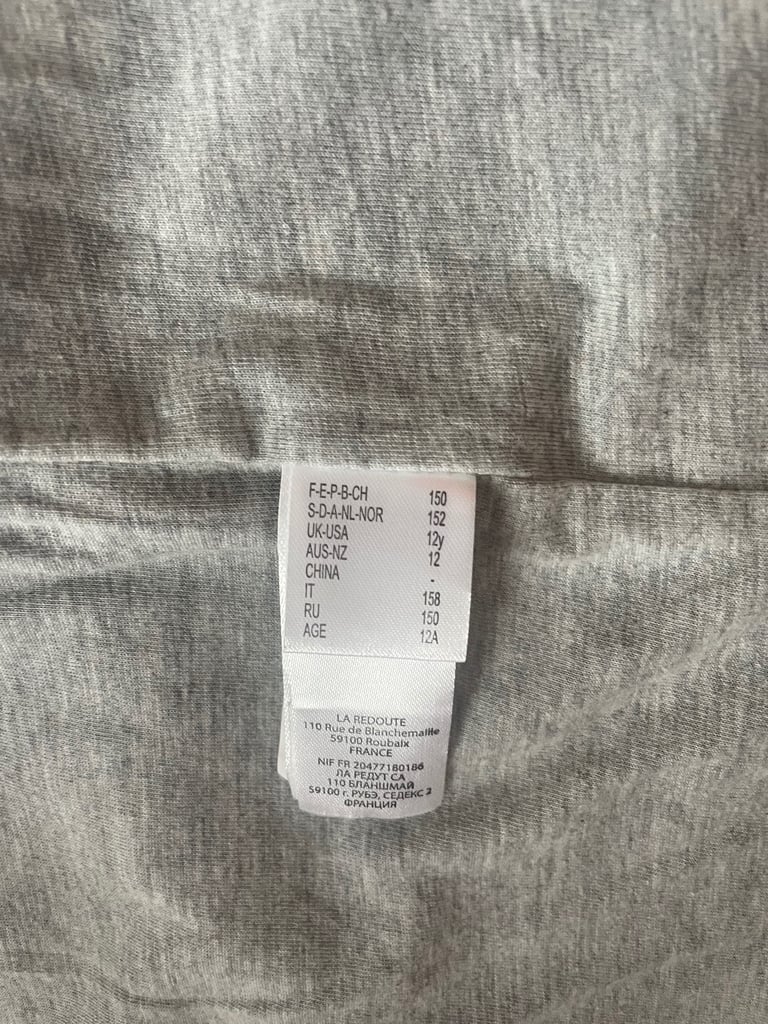 F-E-P-B-CH 150
S-D-A-NL-NOR 152
UK-USA 12y
AUS-NZ 12
CHINA -
IT 158
RU 150
AGE 12A
LA REDOUTE
110 Rue de Blanchemaille
59100 Roubaix
FRANCE
NIF FR 20477180186
ЛА РЕДУТ СА
110 БЛАНШМАЙ
59100 г. РУБЭ, СЕДЕКС 2
ФРАНЦИЯ